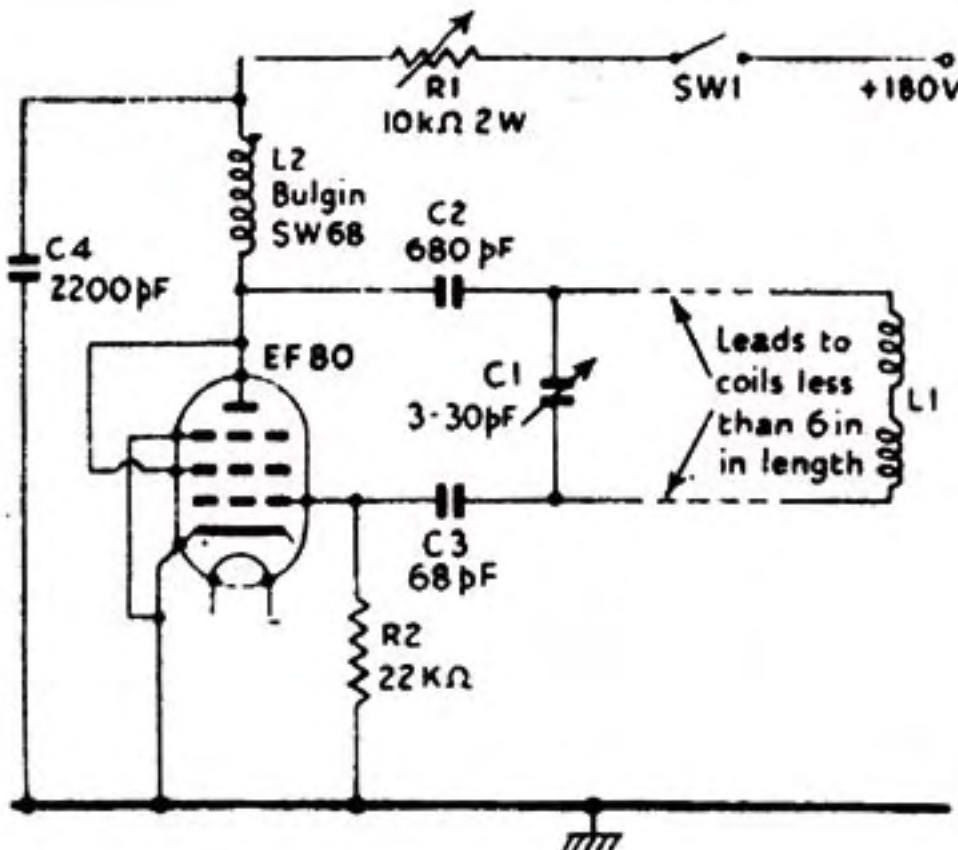 R1
10kΩ 2W
SW1
+180V
L2
Bulgin
SW68
C4
2200pF
C2
680pF
EF80
C1
3-30pF
Leads to
coils less
than 6in
in length
L1
C3
68pF
R2
22KΩ